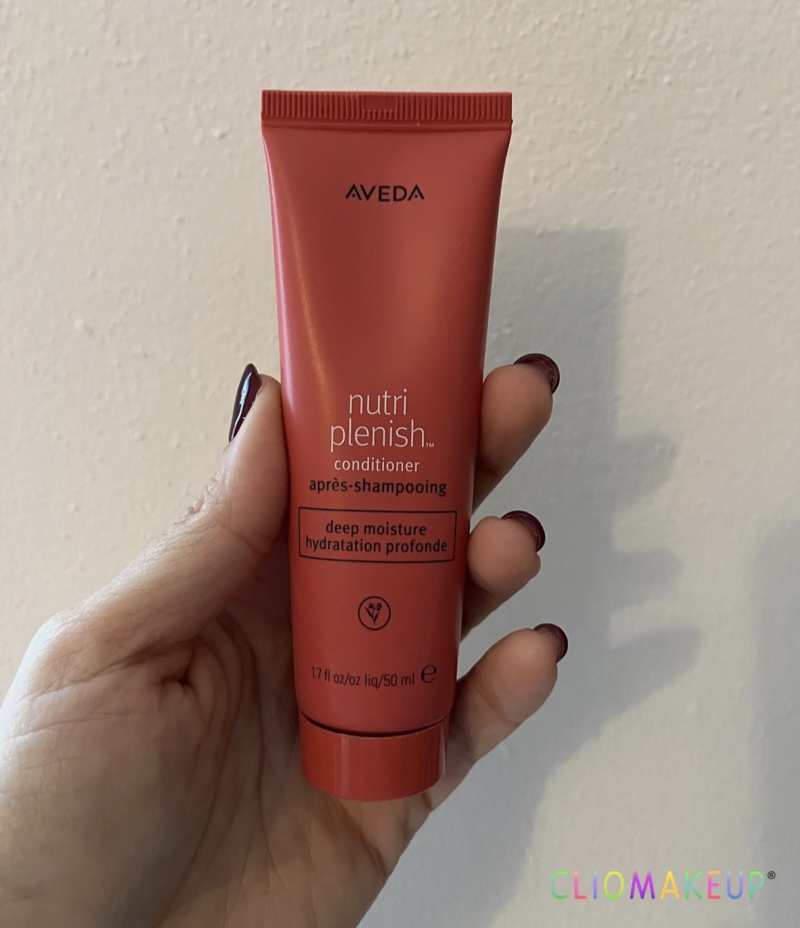 AVEDA
nutri
plenish™
conditioner
après-shampooing
deep moisture
hydratation profonde
1.7 fl oz/oz liq/50 ml ℮
CLIOMAKEUP®